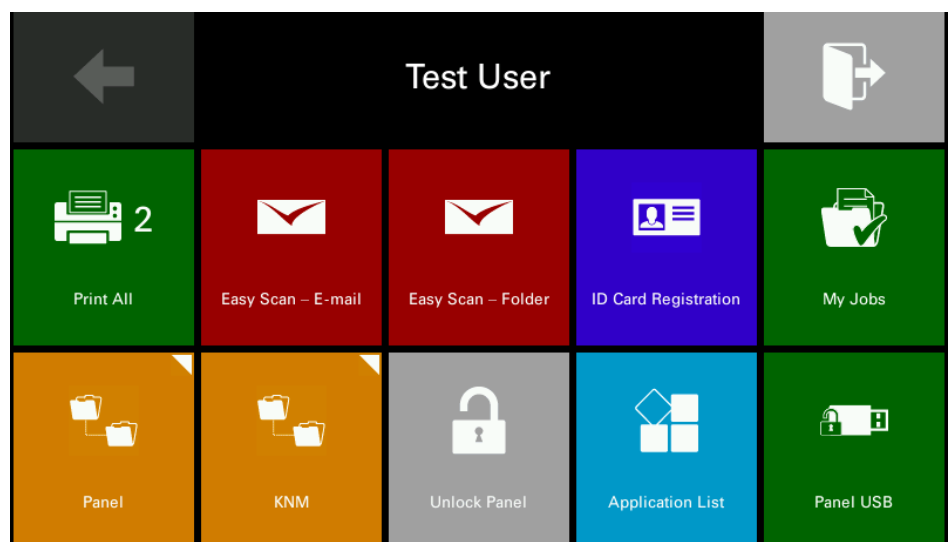 Test User
2
Print All
Easy Scan – E-mail
Easy Scan – Folder
ID Card Registration
My Jobs
Panel
KNM
Unlock Panel
Application List
Panel USB